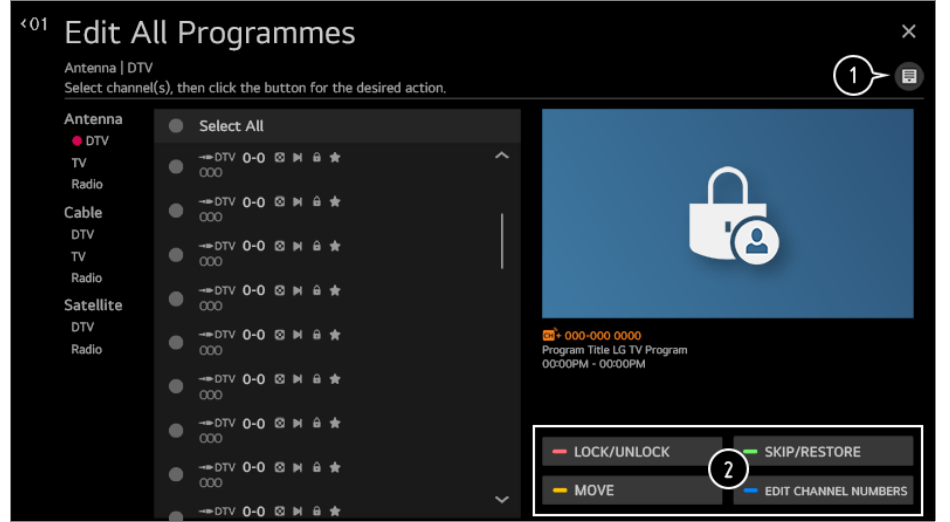 <01
Edit All Programmes
Antenna | DTV
Select channel(s), then click the button for the desired action.
1
Antenna
DTV
TV
Radio
Cable
DTV
TV
Radio
Satellite
DTV
Radio
Select All
DTV 0-0
000
DTV 0-0
000
DTV 0-0
000
DTV 0-0
000
DTV 0-0
000
DTV 0-0
000
DTV 0-0
000
DTV 0-0
000
DTV 0-0
CH+ 000-000 0000
Program Title LG TV Program
00:00PM - 00:00PM
LOCK/UNLOCK
SKIP/RESTORE
2
MOVE
EDIT CHANNEL NUMBERS